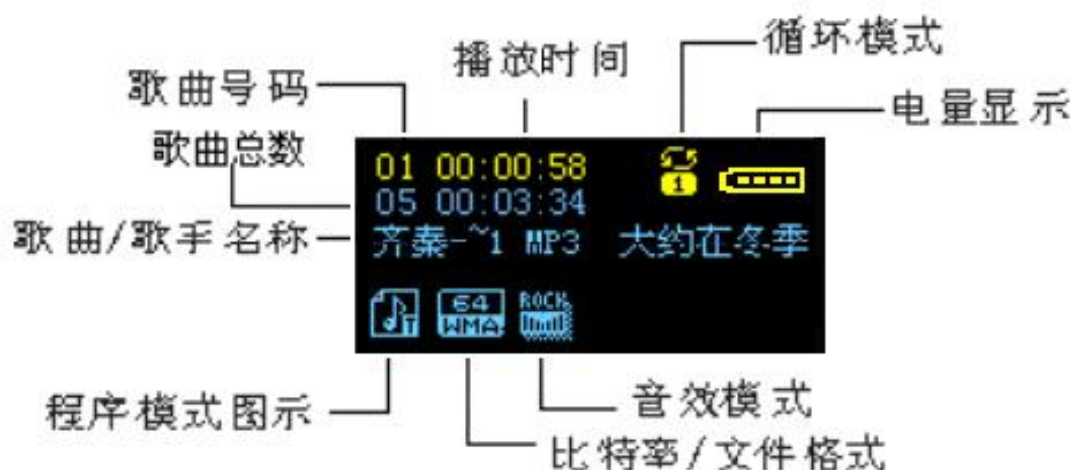 循环模式
播放时间
歌曲号码
电量显示
歌曲总数
01 00:00:58
1
05 00:03:34
歌曲/歌手名称
齐秦-~1 MP3 大约在冬季
64
WMA
ROCK
T
程序模式图示
音效模式
比特率/文件格式